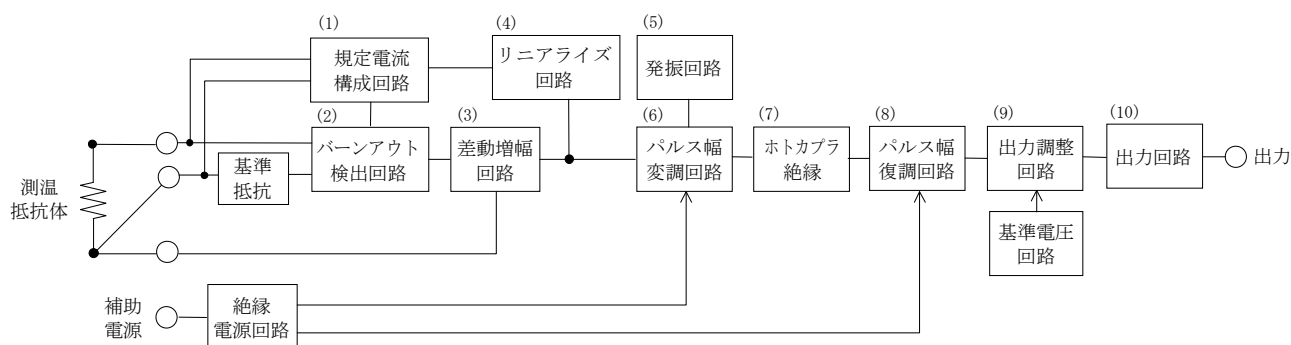 (1)
規定電流
構成回路
(2)
バーンアウト
検出回路
(3)
差動増幅
回路
(4)
リニアライズ
回路
(5)
発振回路
(6)
パルス幅
変調回路
(7)
ホトカプラ
絶縁
(8)
パルス幅
復調回路
(9)
出力調整
回路
(10)
出力回路
出力
測温
抵抗体
基準
抵抗
基準電圧
回路
補助
電源
絶縁
電源回路